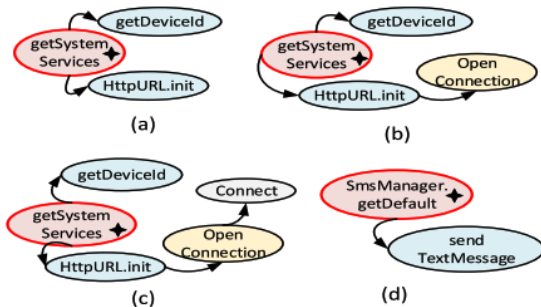 getDeviceId
getSystem
Services
HttpURL.init
(a)
getDeviceId
getSystem
Services
Open
Connection
HttpURL.init
(b)
getDeviceId
Connect
getSystem
Services
Open
Connection
HttpURL.init
(c)
SmsManager.
getDefault
send
TextMessage
(d)